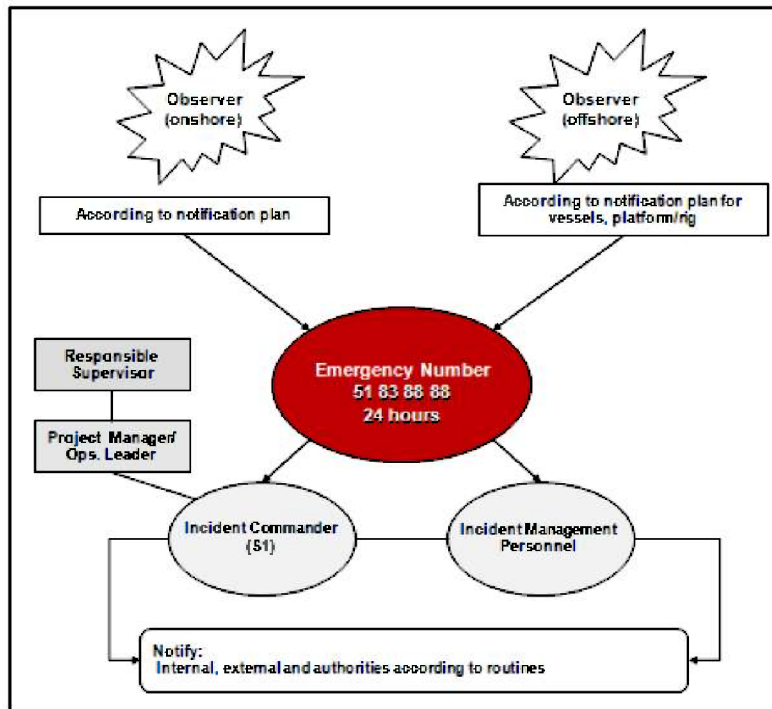 Observer
(onshore)
Observer
(offshore)
According to notification plan
According to notification plan for
vessels, platform/rig
Responsible
Supervisor
Emergency Number
51 83 88 88
24 hours
Project Manager/
Ops. Leader
Incident Commander
(S1)
Incident Management
Personnel
Notify:
Internal, external and authorities according to routines